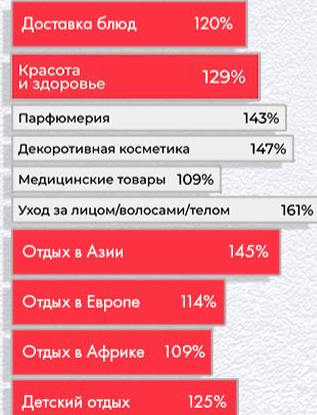 Доставка блюд 120%
Красота
и здоровье 129%
Парфюмерия 143%
Декоротивная косметика 147%
Медицинские товары 109%
Уход за лицом/волосами/телом 161%
Отдых в Азии 145%
Отдых в Европе 114%
Отдых в Африке 109%
Детский отдых 125%